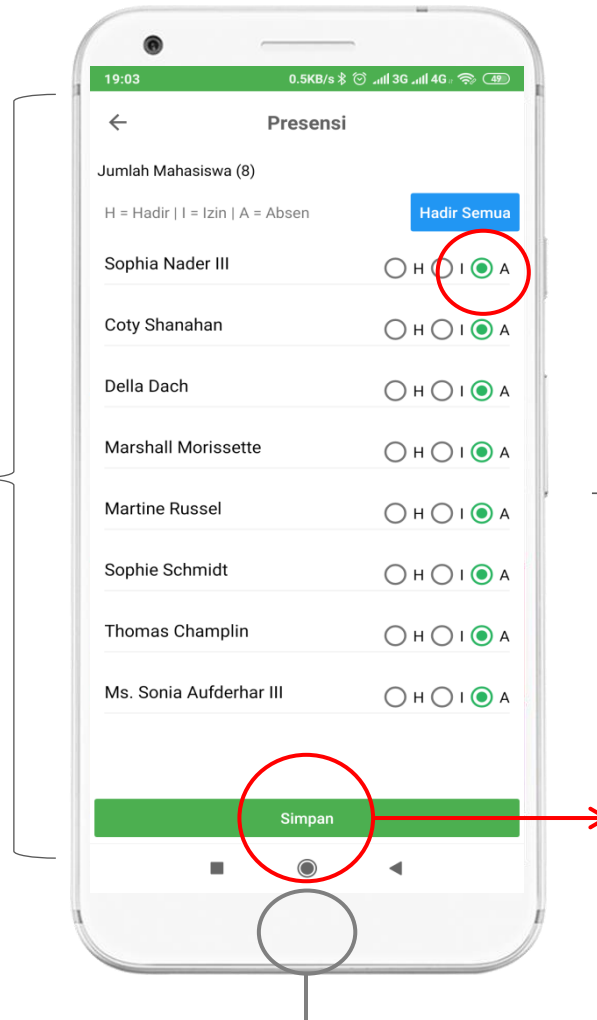 19:03 0.5KB/s 3G 4G 49
Presensi
Jumlah Mahasiswa (8)
H = Hadir | I = Izin | A = Absen Hadir Semua
Sophia Nader III H I A
Coty Shanahan H I A
Della Dach H I A
Marshall Morissette H I A
Martine Russel H I A
Sophie Schmidt H I A
Thomas Champlin H I A
Ms. Sonia Aufderhar III H I A
Simpan